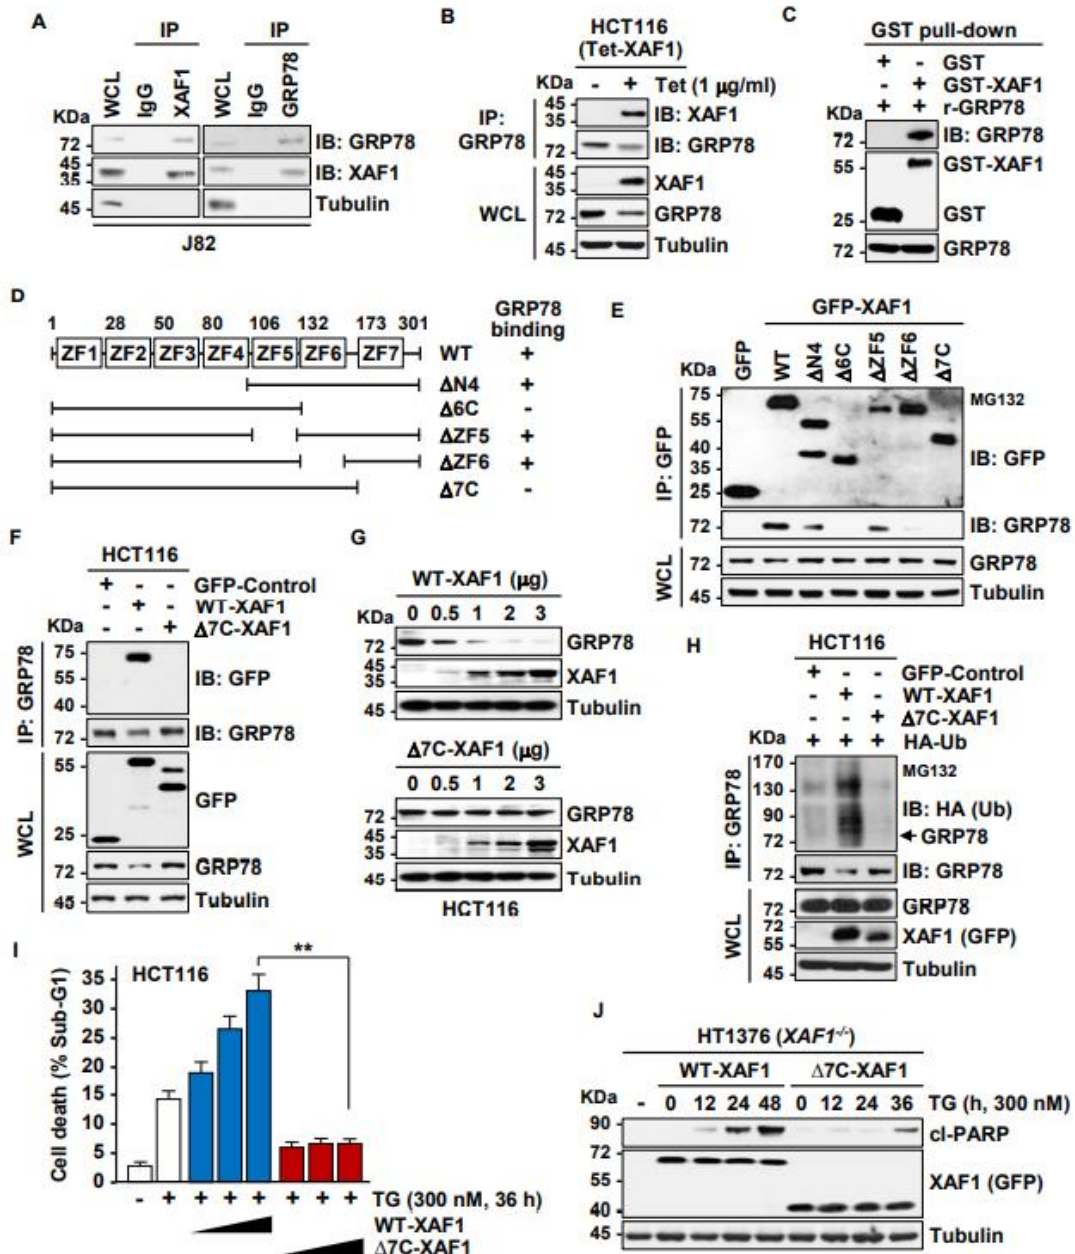 A
IP
IP
WCL
IgG
XAF1
WCL
IgG
GRP78
KDa
72
IB: GRP78
45
35
IB: XAF1
45
Tubulin
J82
B
HCT116
(Tet-XAF1)
KDa - + Tet (1 µg/ml)
IP:
GRP78
45
35
IB: XAF1
72
IB: GRP78
WCL
45
35
XAF1
72
GRP78
45
Tubulin
C
GST pull-down
+ - GST
- + GST-XAF1
KDa + + r-GRP78
72
IB: GRP78
55
GST-XAF1
25
GST
72
GRP78
D
1 28 50 80 106 132 173 301
GRP78
binding
ZF1 ZF2 ZF3 ZF4 ZF5 ZF6 ZF7
WT +
ΔN4 +
Δ6C -
ΔZF5 +
ΔZF6 +
Δ7C -
E
GFP-XAF1
KDa
GFP
WT
ΔN4
Δ6C
ΔZF5
ΔZF6
Δ7C
IP: GFP
75
55
40
35
25
MG132
IB: GFP
72
IB: GRP78
WCL
72
GRP78
45
Tubulin
F
HCT116
+ - - GFP-Control
- + - WT-XAF1
KDa - - + Δ7C-XAF1
IP: GRP78
75
55
40
IB: GFP
72
IB: GRP78
WCL
55
25
GFP
72
GRP78
45
Tubulin
G
WT-XAF1 (µg)
KDa 0 0.5 1 2 3
72
GRP78
45
35
XAF1
45
Tubulin
Δ7C-XAF1 (µg)
0 0.5 1 2 3
72
GRP78
45
35
XAF1
45
Tubulin
HCT116
H
HCT116
+ - - GFP-Control
- + - WT-XAF1
- - + Δ7C-XAF1
KDa + + + HA-Ub
IP: GRP78
170
130
90
72
MG132
IB: HA (Ub)
GRP78
72
IB: GRP78
WCL
72
GRP78
72
55
XAF1 (GFP)
45
Tubulin
I
HCT116
**
Cell death (% Sub-G1)
35
30
25
20
15
10
5
0
- + + + + + + + TG (300 nM, 36 h)
WT-XAF1
Δ7C-XAF1
J
HT1376 (XAF1-/-)
WT-XAF1 Δ7C-XAF1
KDa - 0 12 24 48 0 12 24 36 TG (h, 300 nM)
90
cl-PARP
72
55
40
XAF1 (GFP)
45
Tubulin